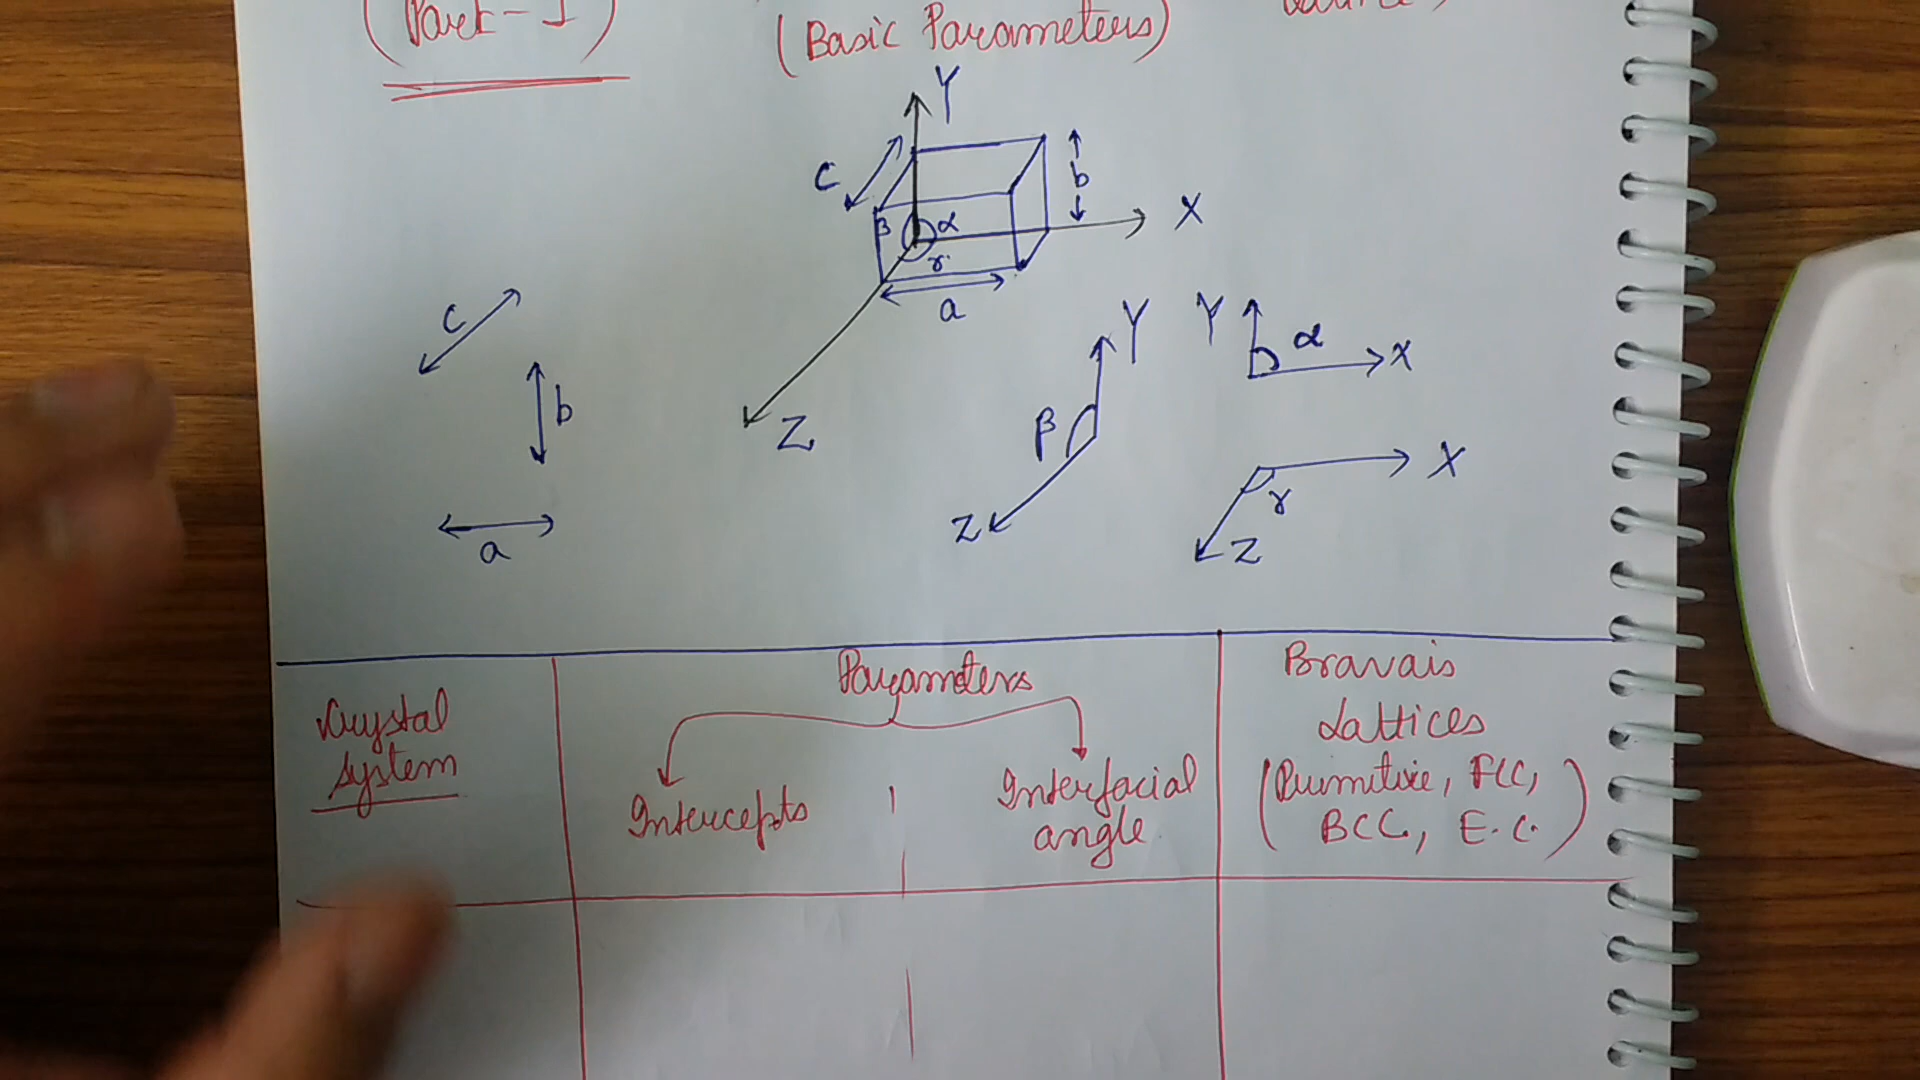 (Part-I)
(Basic Parameters)
Y
c
b
X
β
α
γ
a
Z
c
b
a
Y
β
Z
Y
α
X
X
γ
Z
Crystal
System
Parameters
Intercepts
Interfacial
angle
Bravais
Lattices
(Primitive, FCC,
BCC, E.C.)